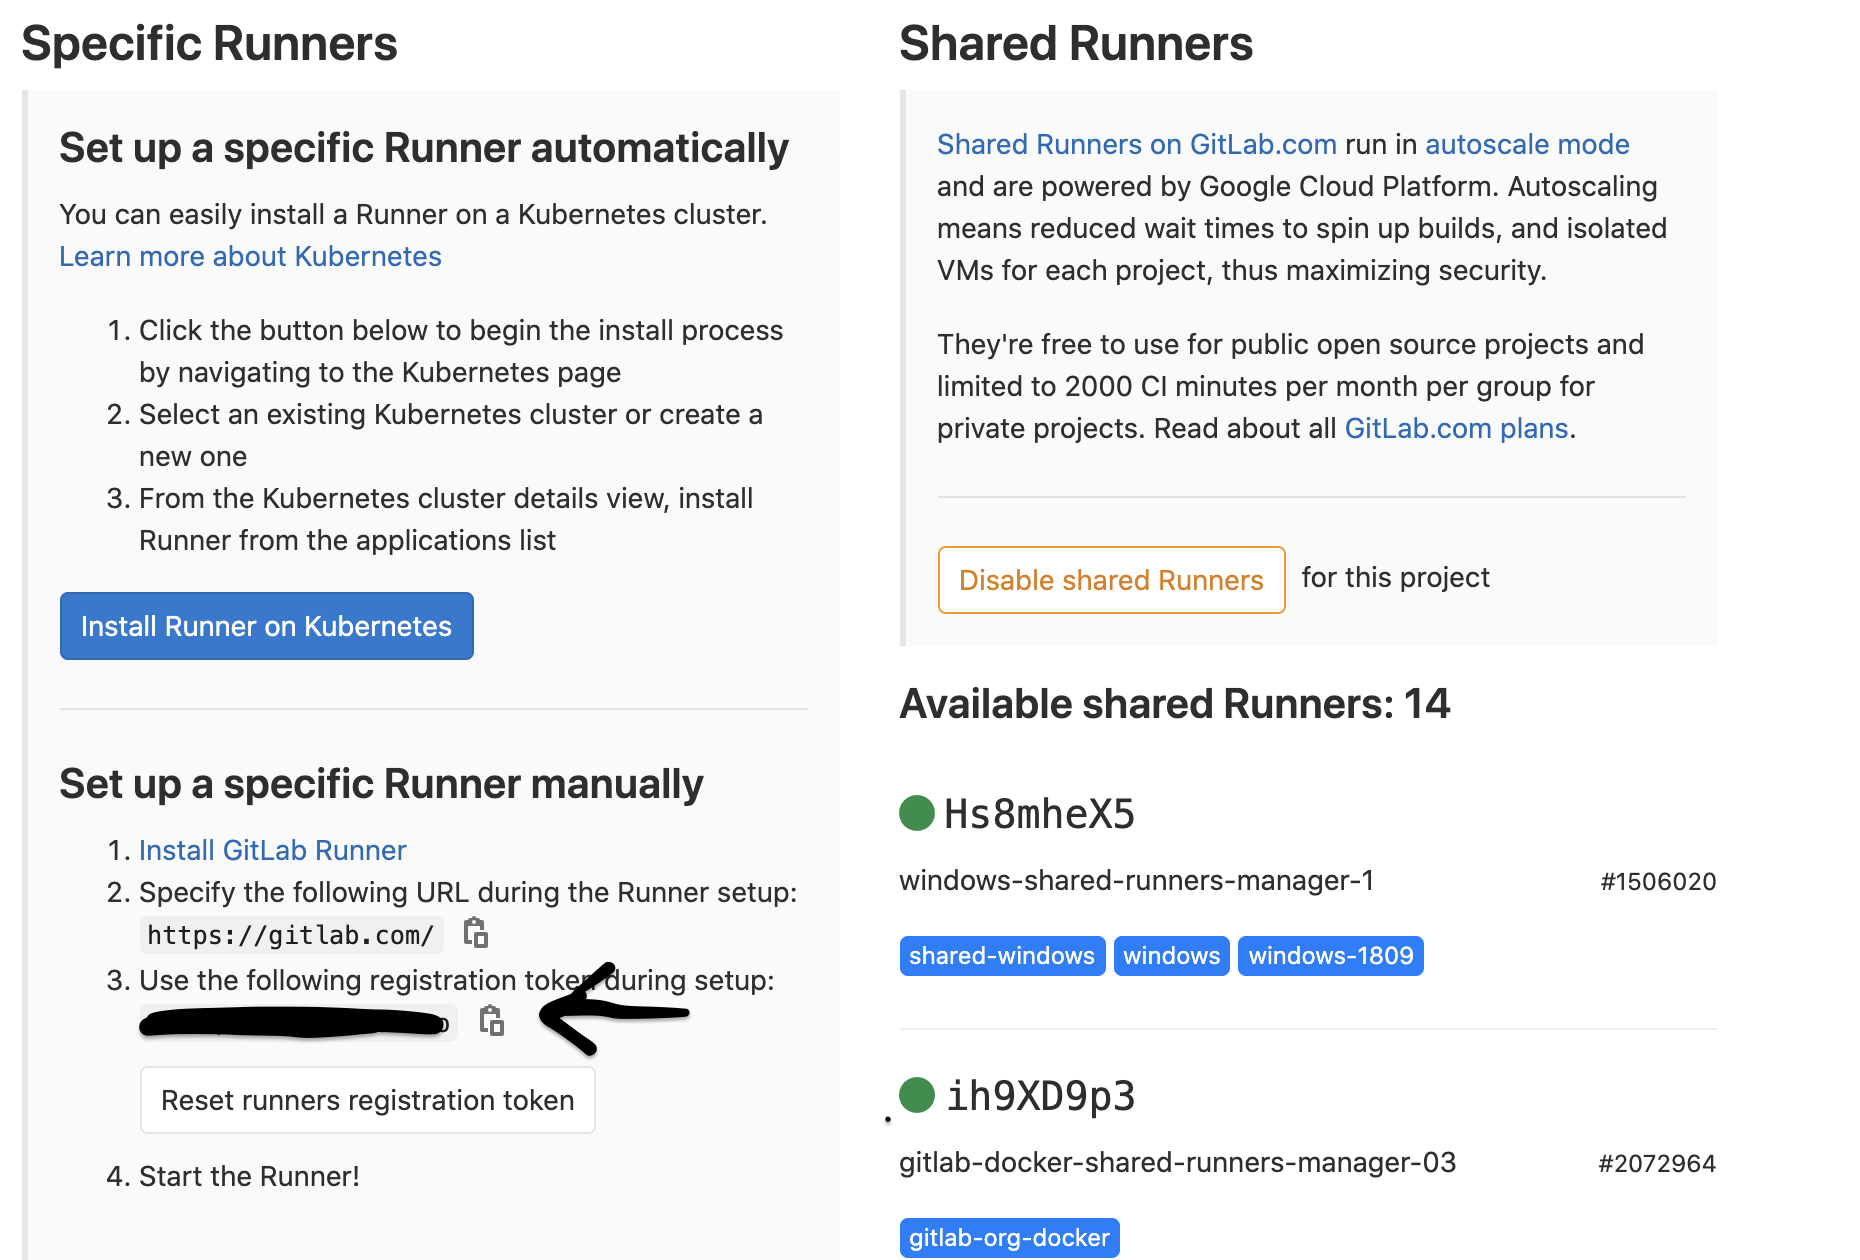 Specific Runners
Set up a specific Runner automatically
You can easily install a Runner on a Kubernetes cluster.
Learn more about Kubernetes
1. Click the button below to begin the install process
by navigating to the Kubernetes page
2. Select an existing Kubernetes cluster or create a
new one
3. From the Kubernetes cluster details view, install
Runner from the applications list
Install Runner on Kubernetes
Set up a specific Runner manually
1. Install GitLab Runner
2. Specify the following URL during the Runner setup:
https://gitlab.com/
3. Use the following registration token during setup:
Reset runners registration token
4. Start the Runner!
Shared Runners
Shared Runners on GitLab.com run in autoscale mode
and are powered by Google Cloud Platform. Autoscaling
means reduced wait times to spin up builds, and isolated
VMs for each project, thus maximizing security.
They're free to use for public open source projects and
limited to 2000 CI minutes per month per group for
private projects. Read about all GitLab.com plans.
Disable shared Runners for this project
Available shared Runners: 14
Hs8mheX5
windows-shared-runners-manager-1 #1506020
shared-windows windows windows-1809
ih9XD9p3
gitlab-docker-shared-runners-manager-03 #2072964
gitlab-org-docker